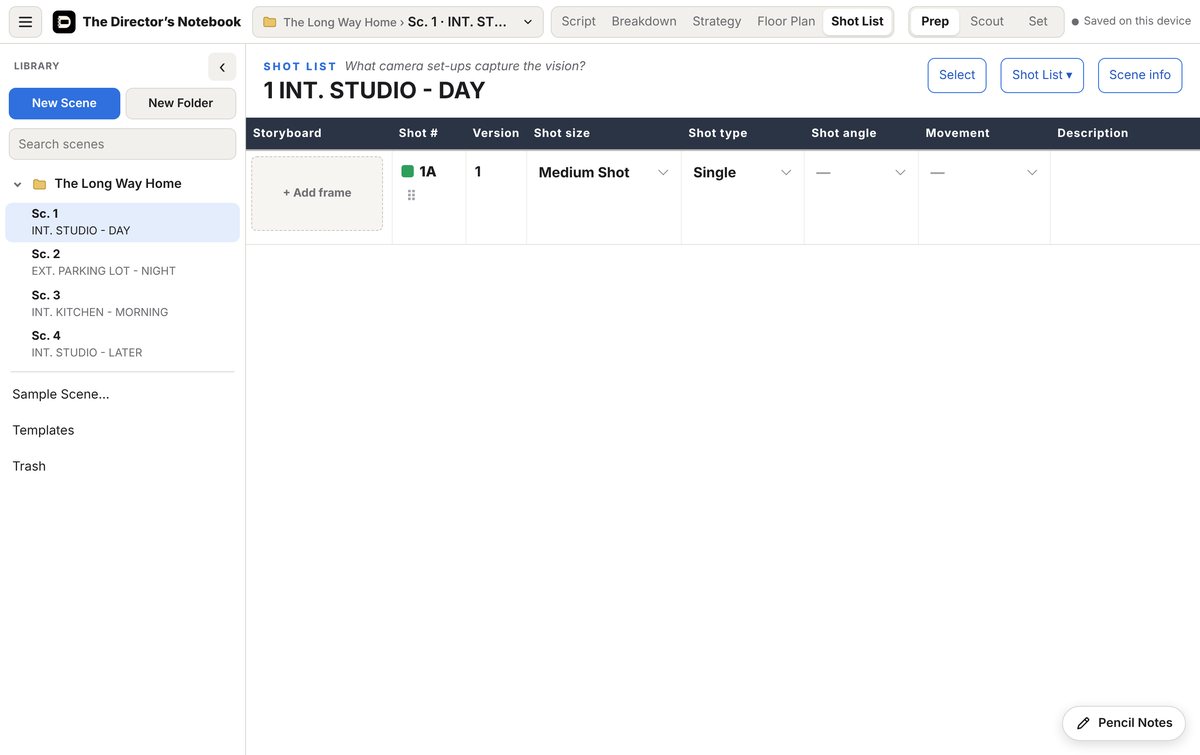 The Director's Notebook
The Long Way Home › Sc. 1 · INT. ST...
Script Breakdown Strategy Floor Plan Shot List
Prep Scout Set
Saved on this device
LIBRARY
New Scene New Folder
Search scenes
The Long Way Home
Sc. 1
INT. STUDIO - DAY
Sc. 2
EXT. PARKING LOT - NIGHT
Sc. 3
INT. KITCHEN - MORNING
Sc. 4
INT. STUDIO - LATER
Sample Scene...
Templates
Trash
SHOT LIST What camera set-ups capture the vision?
1 INT. STUDIO - DAY
Select Shot List ▾ Scene info
Storyboard Shot # Version Shot size Shot type Shot angle Movement Description
+ Add frame 1A 1 Medium Shot Single — —
Pencil Notes